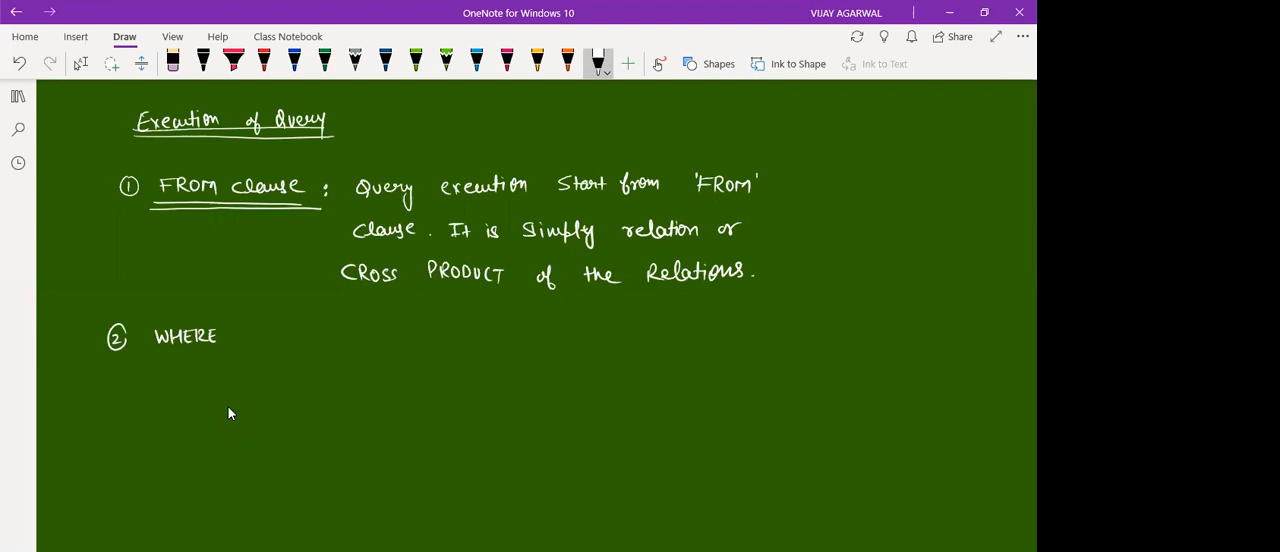 OneNote for Windows 10
VIJAY AGARWAL
Home Insert Draw View Help Class Notebook
Share
Shapes Ink to Shape Ink to Text
Execution of Query
① FROM Clause : Query execution Start from 'FROM'
Clause. It is Simply relation or
CROSS PRODUCT of the Relations.
② WHERE